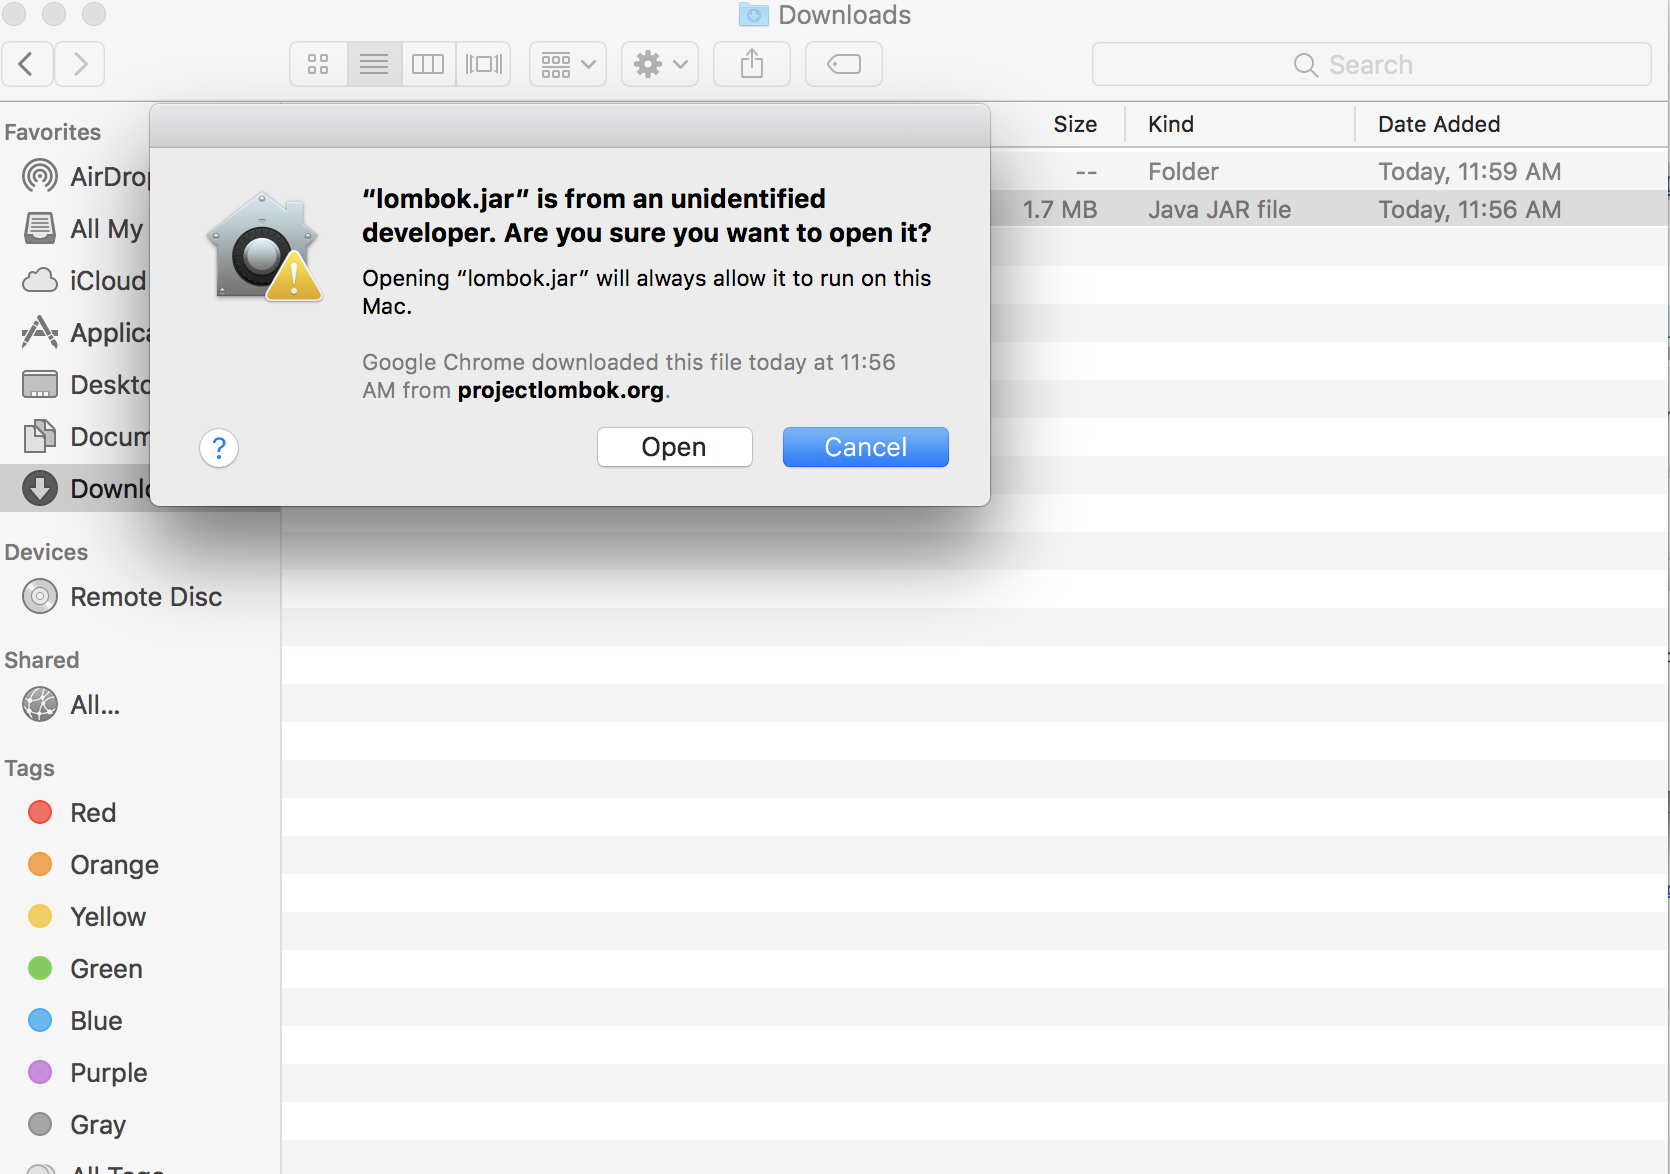 Downloads
Search
Favorites
Size
Kind
Date Added
AirDrop
--
Folder
Today, 11:59 AM
1.7 MB
Java JAR file
Today, 11:56 AM
All My
iCloud
Applica
Deskto
Docum
Downlo
“lombok.jar” is from an unidentified
developer. Are you sure you want to open it?
Opening “lombok.jar” will always allow it to run on this
Mac.
Google Chrome downloaded this file today at 11:56
AM from projectlombok.org.
?
Open
Cancel
Devices
Remote Disc
Shared
All...
Tags
Red
Orange
Yellow
Green
Blue
Purple
Gray
All Tags